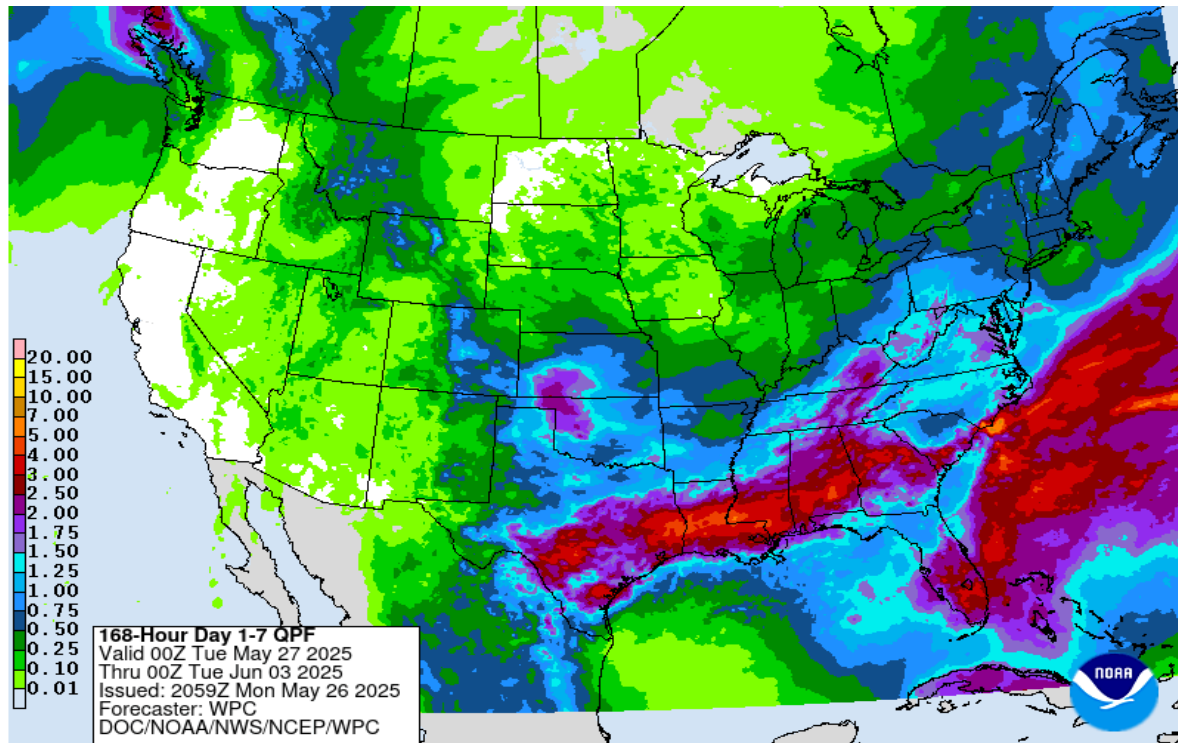 20.00
15.00
10.00
7.00
5.00
4.00
3.00
2.50
2.00
1.75
1.50
1.25
1.00
0.75
0.50
0.25
0.10
0.01
168-Hour Day 1-7 QPF
Valid 00Z Tue May 27 2025
Thru 00Z Tue Jun 03 2025
Issued: 2059Z Mon May 26 2025
Forecaster: WPC
DOC/NOAA/NWS/NCEP/WPC
NOAA